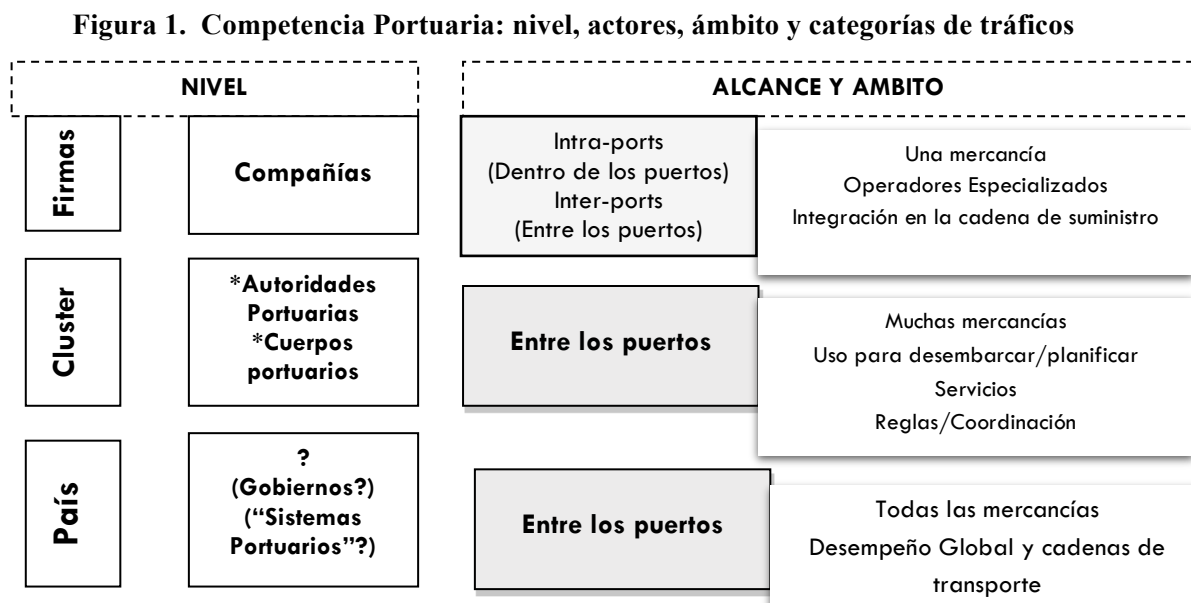 Figura 1. Competencia Portuaria: nivel, actores, ámbito y categorías de tráficos
NIVEL
ALCANCE Y AMBITO
Firmas
Compañías
Intra-ports
(Dentro de los puertos)
Inter-ports
(Entre los puertos)
Una mercancía
Operadores Especializados
Integración en la cadena de suministro
Cluster
*Autoridades
Portuarias
*Cuerpos
portuarios
Entre los puertos
Muchas mercancías
Uso para desembarcar/planificar
Servicios
Reglas/Coordinación
País
?
(Gobiernos?)
(“Sistemas
Portuarios”?)
Entre los puertos
Todas las mercancías
Desempeño Global y cadenas de
transporte